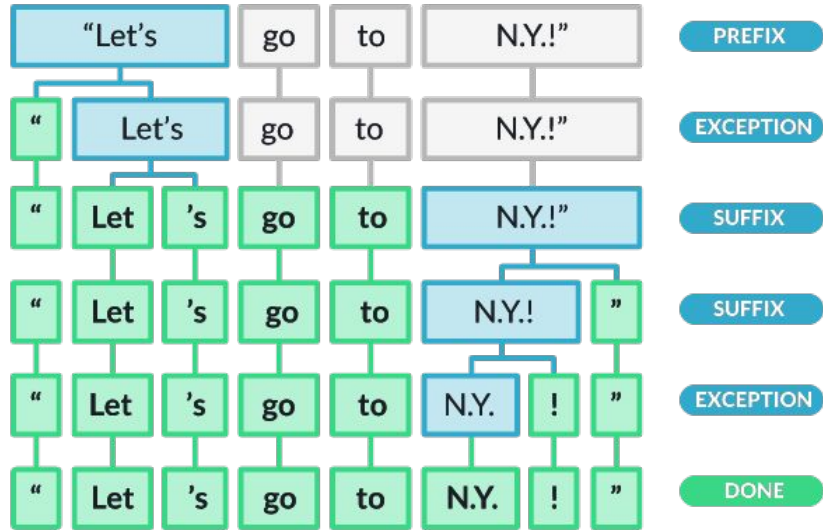 “Let’s go to N.Y.!” PREFIX
“ Let’s go to N.Y.!” EXCEPTION
“ Let ’s go to N.Y.!” SUFFIX
“ Let ’s go to N.Y.! ” SUFFIX
“ Let ’s go to N.Y. ! ” EXCEPTION
“ Let ’s go to N.Y. ! ” DONE